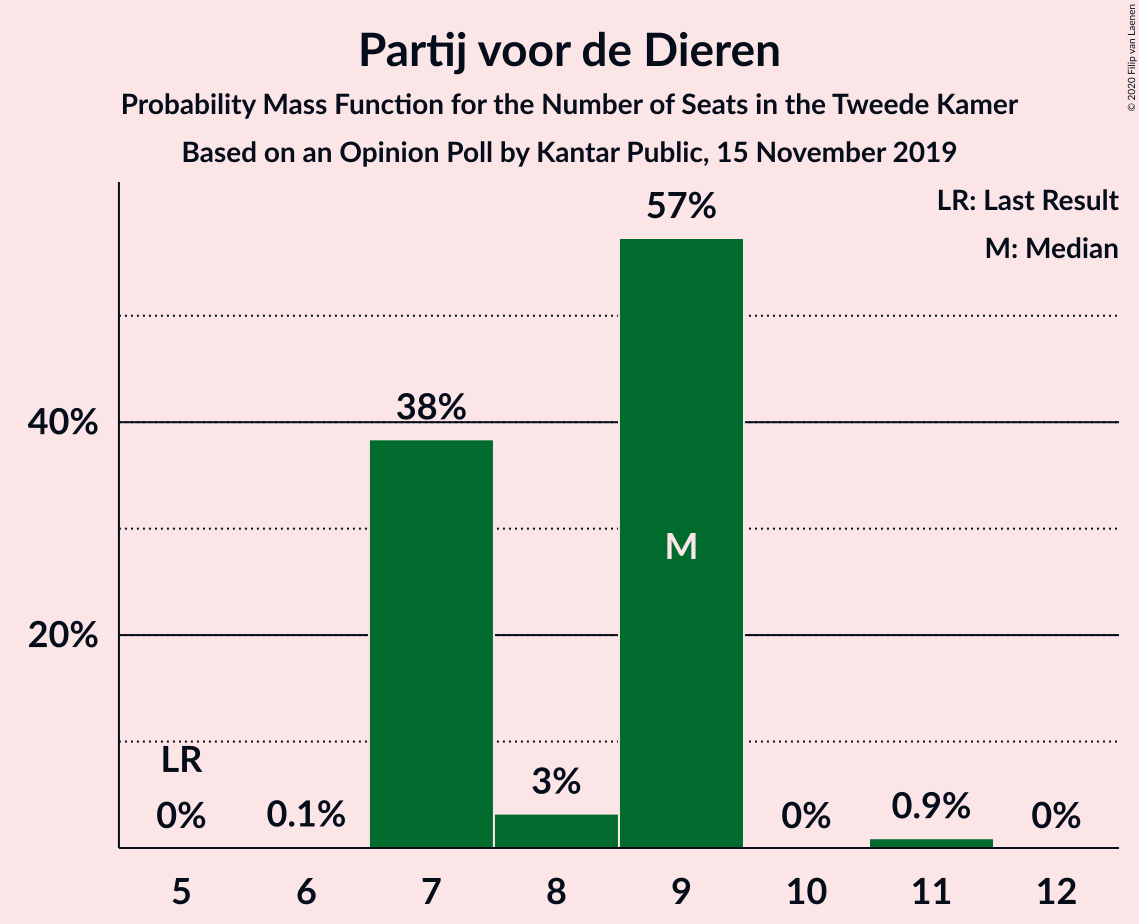 Partij voor de Dieren
Probability Mass Function for the Number of Seats in the Tweede Kamer
Based on an Opinion Poll by Kantar Public, 15 November 2019
© 2020 Filip van Laenen
LR: Last Result
M: Median
57%
40%
38%
M
20%
LR
0%
0.1%
3%
0%
0.9%
0%
5 6 7 8 9 10 11 12